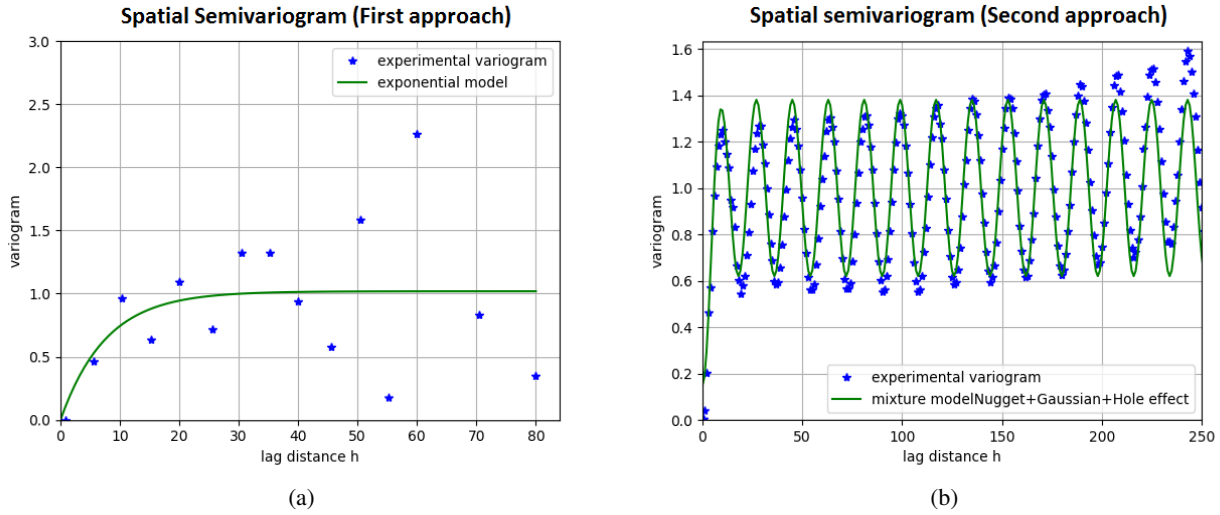 Spatial Semivariogram (First approach)
3.0
2.5
2.0
1.5
1.0
0.5
0.0
variogram
experimental variogram
exponential model
0 10 20 30 40 50 60 70 80
lag distance h
(a)
Spatial semivariogram (Second approach)
1.6
1.4
1.2
1.0
0.8
0.6
0.4
0.2
0.0
variogram
experimental variogram
mixture modelNugget+Gaussian+Hole effect
0 50 100 150 200 250
lag distance h
(b)